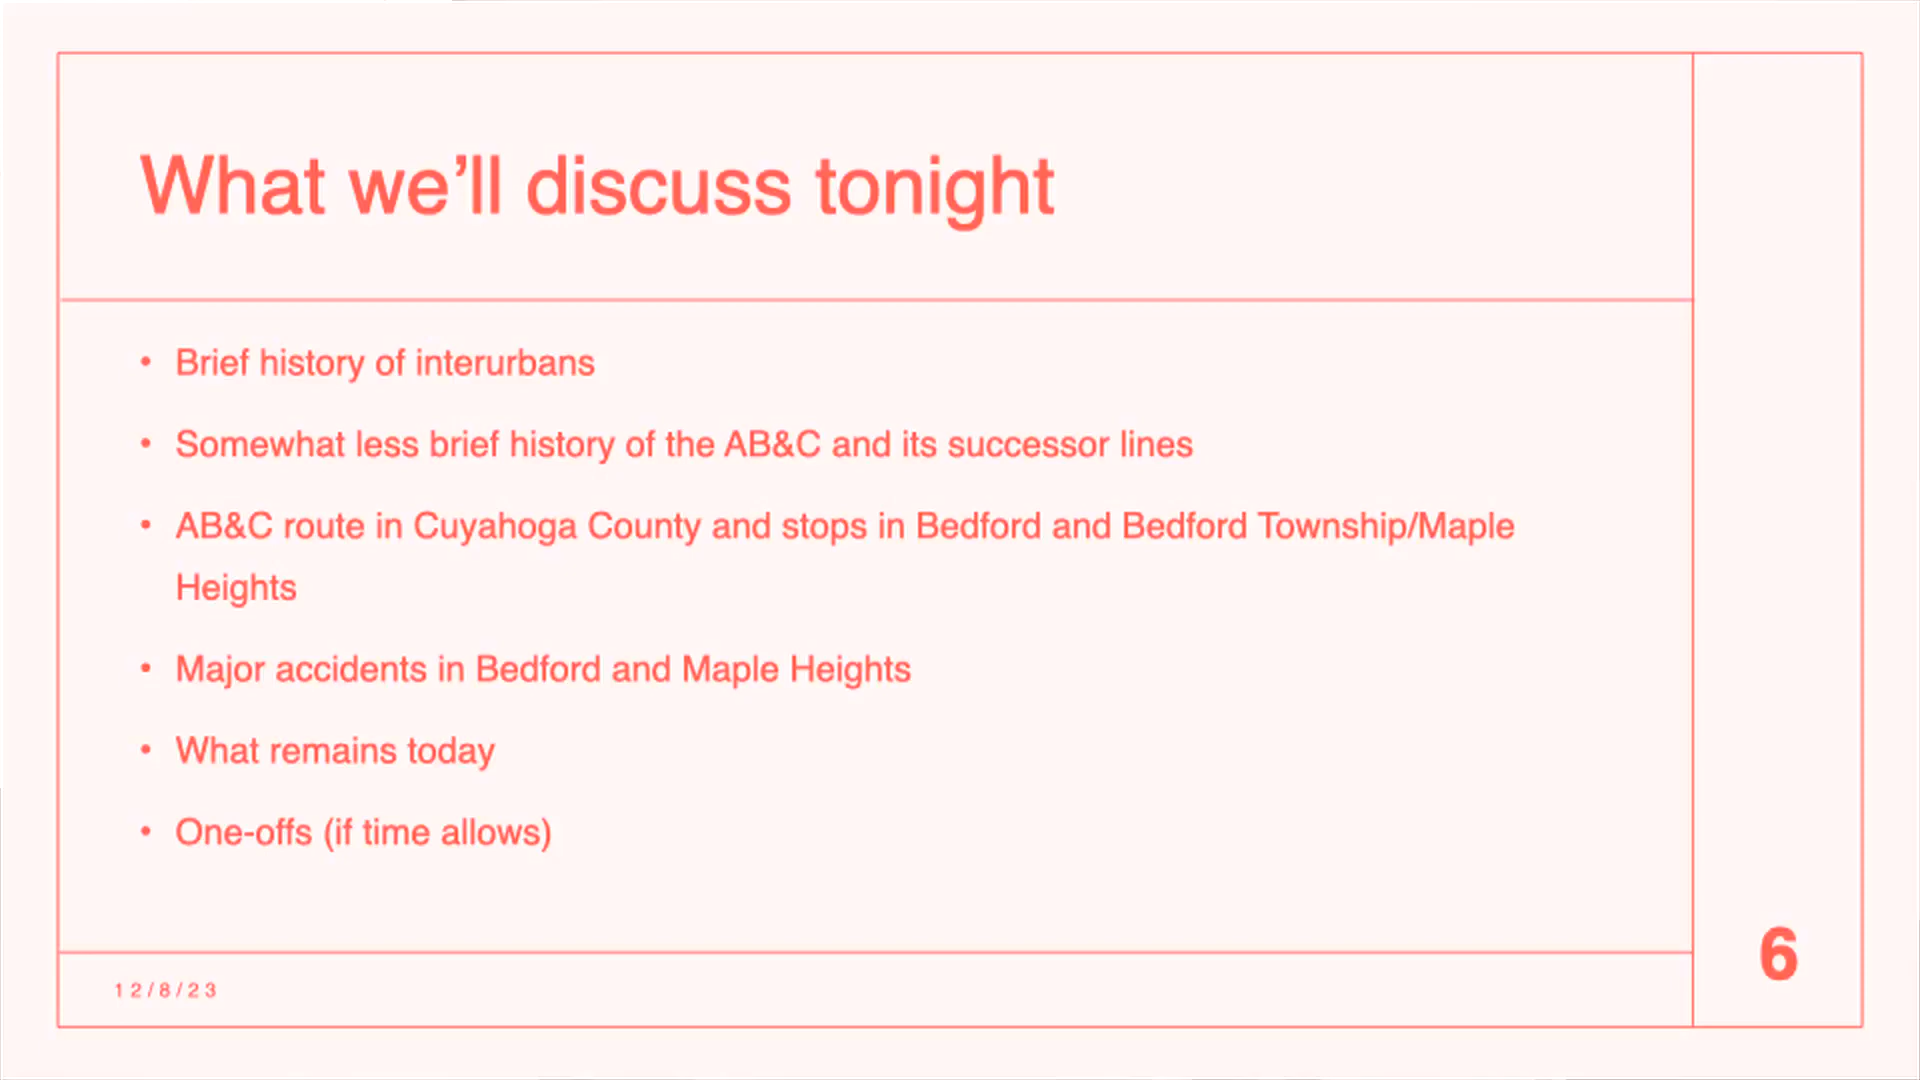 What we’ll discuss tonight
• Brief history of interurbans
• Somewhat less brief history of the AB&C and its successor lines
• AB&C route in Cuyahoga County and stops in Bedford and Bedford Township/Maple
Heights
• Major accidents in Bedford and Maple Heights
• What remains today
• One-offs (if time allows)
12/8/23
6